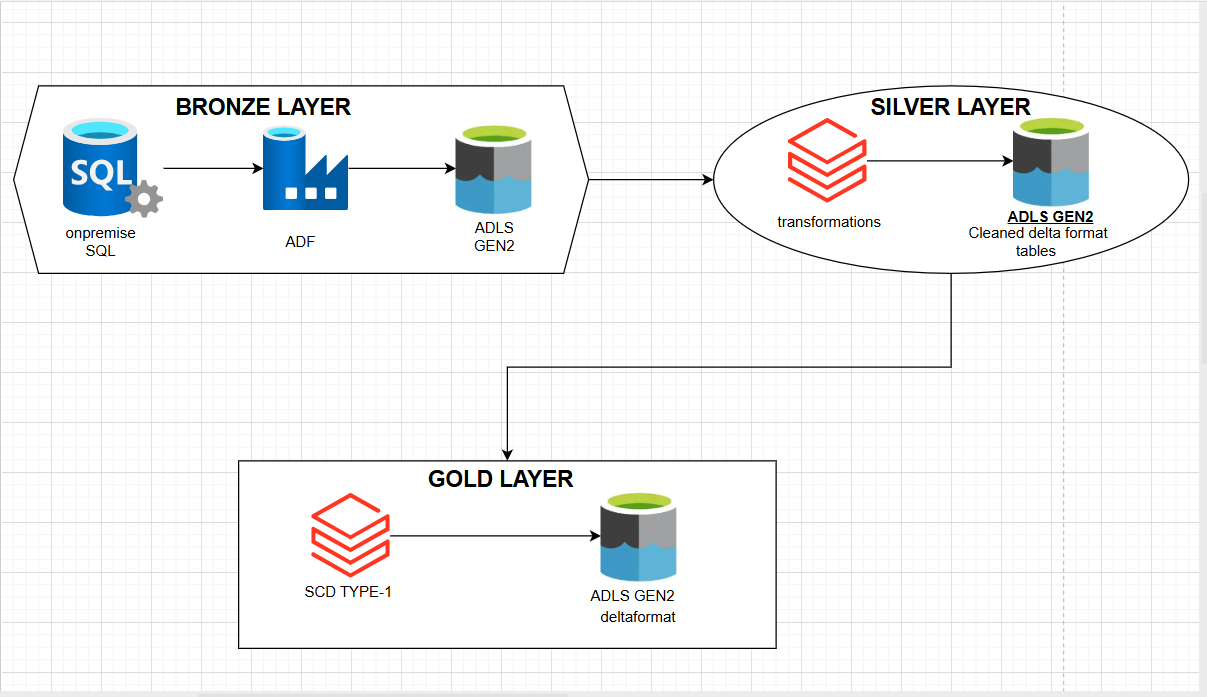 BRONZE LAYER
SQL
onpremise
SQL
ADF
ADLS
GEN2
SILVER LAYER
transformations
ADLS GEN2
Cleaned delta format
tables
GOLD LAYER
SCD TYPE-1
ADLS GEN2
deltaformat